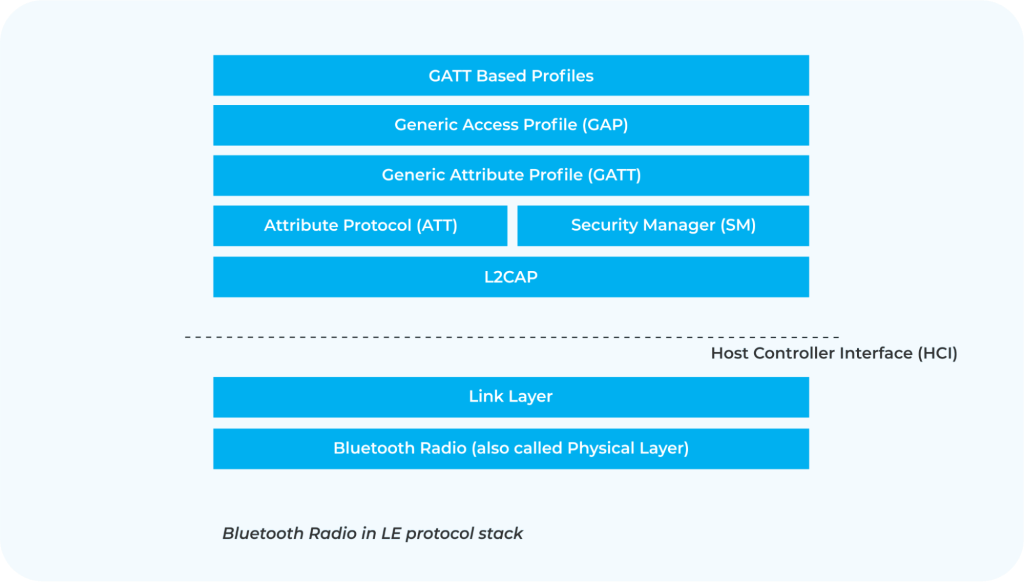 GATT Based Profiles
Generic Access Profile (GAP)
Generic Attribute Profile (GATT)
Attribute Protocol (ATT)
Security Manager (SM)
L2CAP
Host Controller Interface (HCI)
Link Layer
Bluetooth Radio (also called Physical Layer)
Bluetooth Radio in LE protocol stack